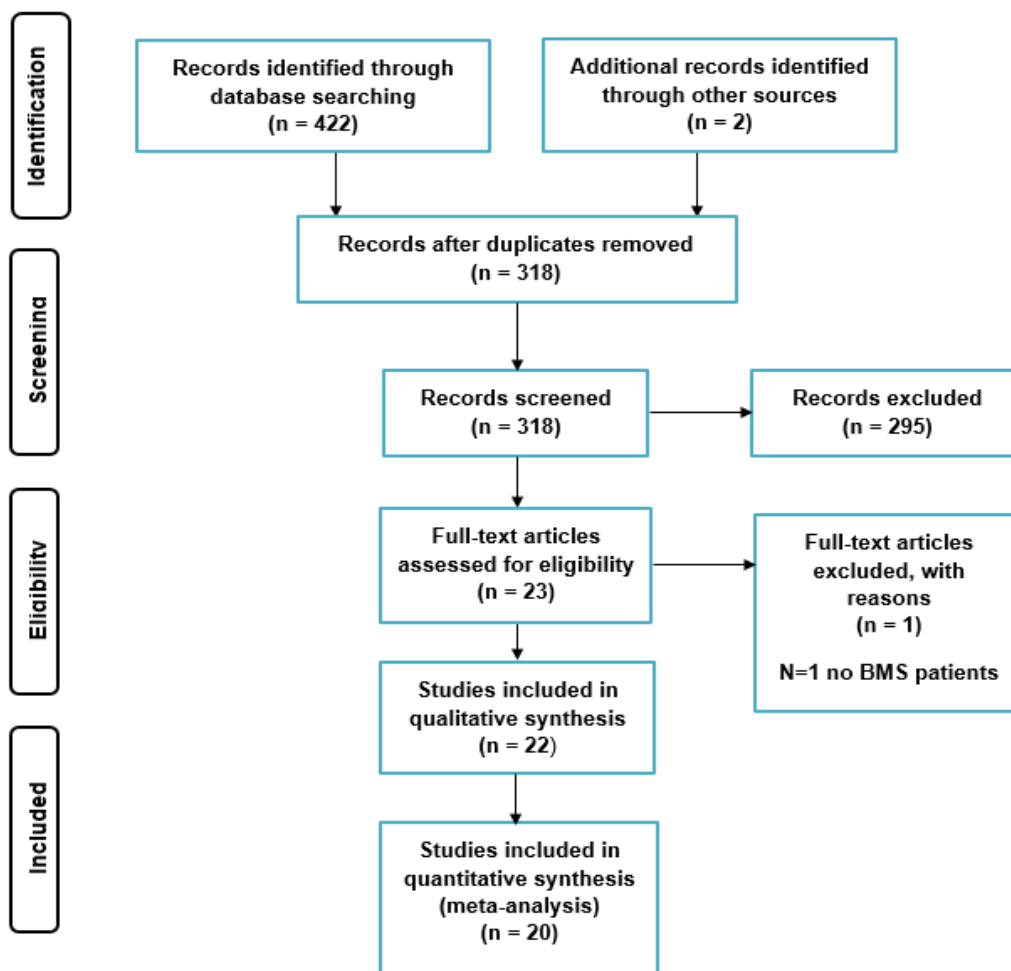 Identification
Records identified through
database searching
(n = 422)
Additional records identified
through other sources
(n = 2)
Records after duplicates removed
(n = 318)
Screening
Records screened
(n = 318)
Records excluded
(n = 295)
Eligibility
Full-text articles
assessed for eligibility
(n = 23)
Full-text articles
excluded, with
reasons
(n = 1)
N=1 no BMS patients
Studies included in
qualitative synthesis
(n = 22)
Included
Studies included in
quantitative synthesis
(meta-analysis)
(n = 20)